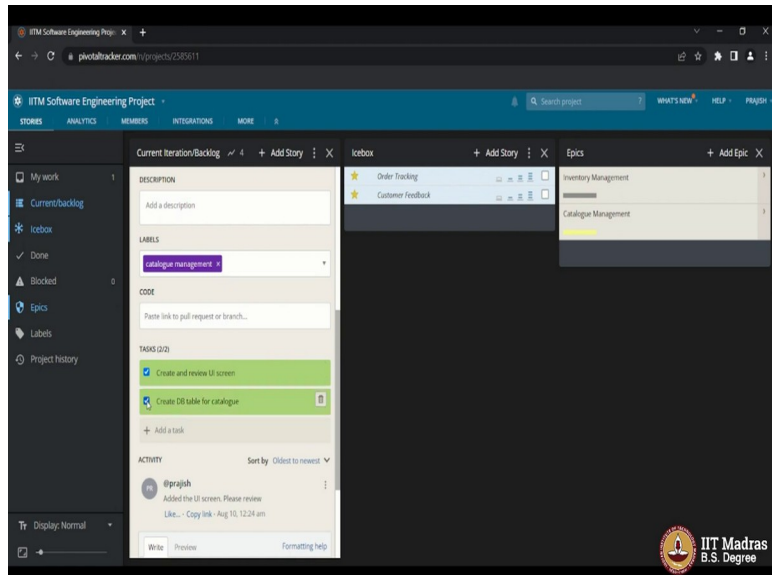 IITM Software Engineering Proje
pivotaltracker.com/n/projects/2585611
IITM Software Engineering Project
Search project
?
WHAT'S NEW
HELP
PRAJISH
STORIES
ANALYTICS
MEMBERS
INTEGRATIONS
MORE
My work 1
Current/backlog
Icebox
Done
Blocked 0
Epics
Labels
Project history
Tr Display: Normal
Current Iteration/Backlog 4 + Add Story
DESCRIPTION
Add a description
LABELS
catalogue management ×
CODE
Paste link to pull request or branch...
TASKS (2/2)
Create and review UI screen
Create DB table for catalogue
+ Add a task
ACTIVITY Sort by Oldest to newest
PR @prajish
Added the UI screen. Please review
Like... • Copy link • Aug 10, 12:24 am
Write Preview Formatting help
Icebox + Add Story
Order Tracking
Customer Feedback
Epics + Add Epic
Inventory Management
Catalogue Management
IIT Madras
B.S. Degree